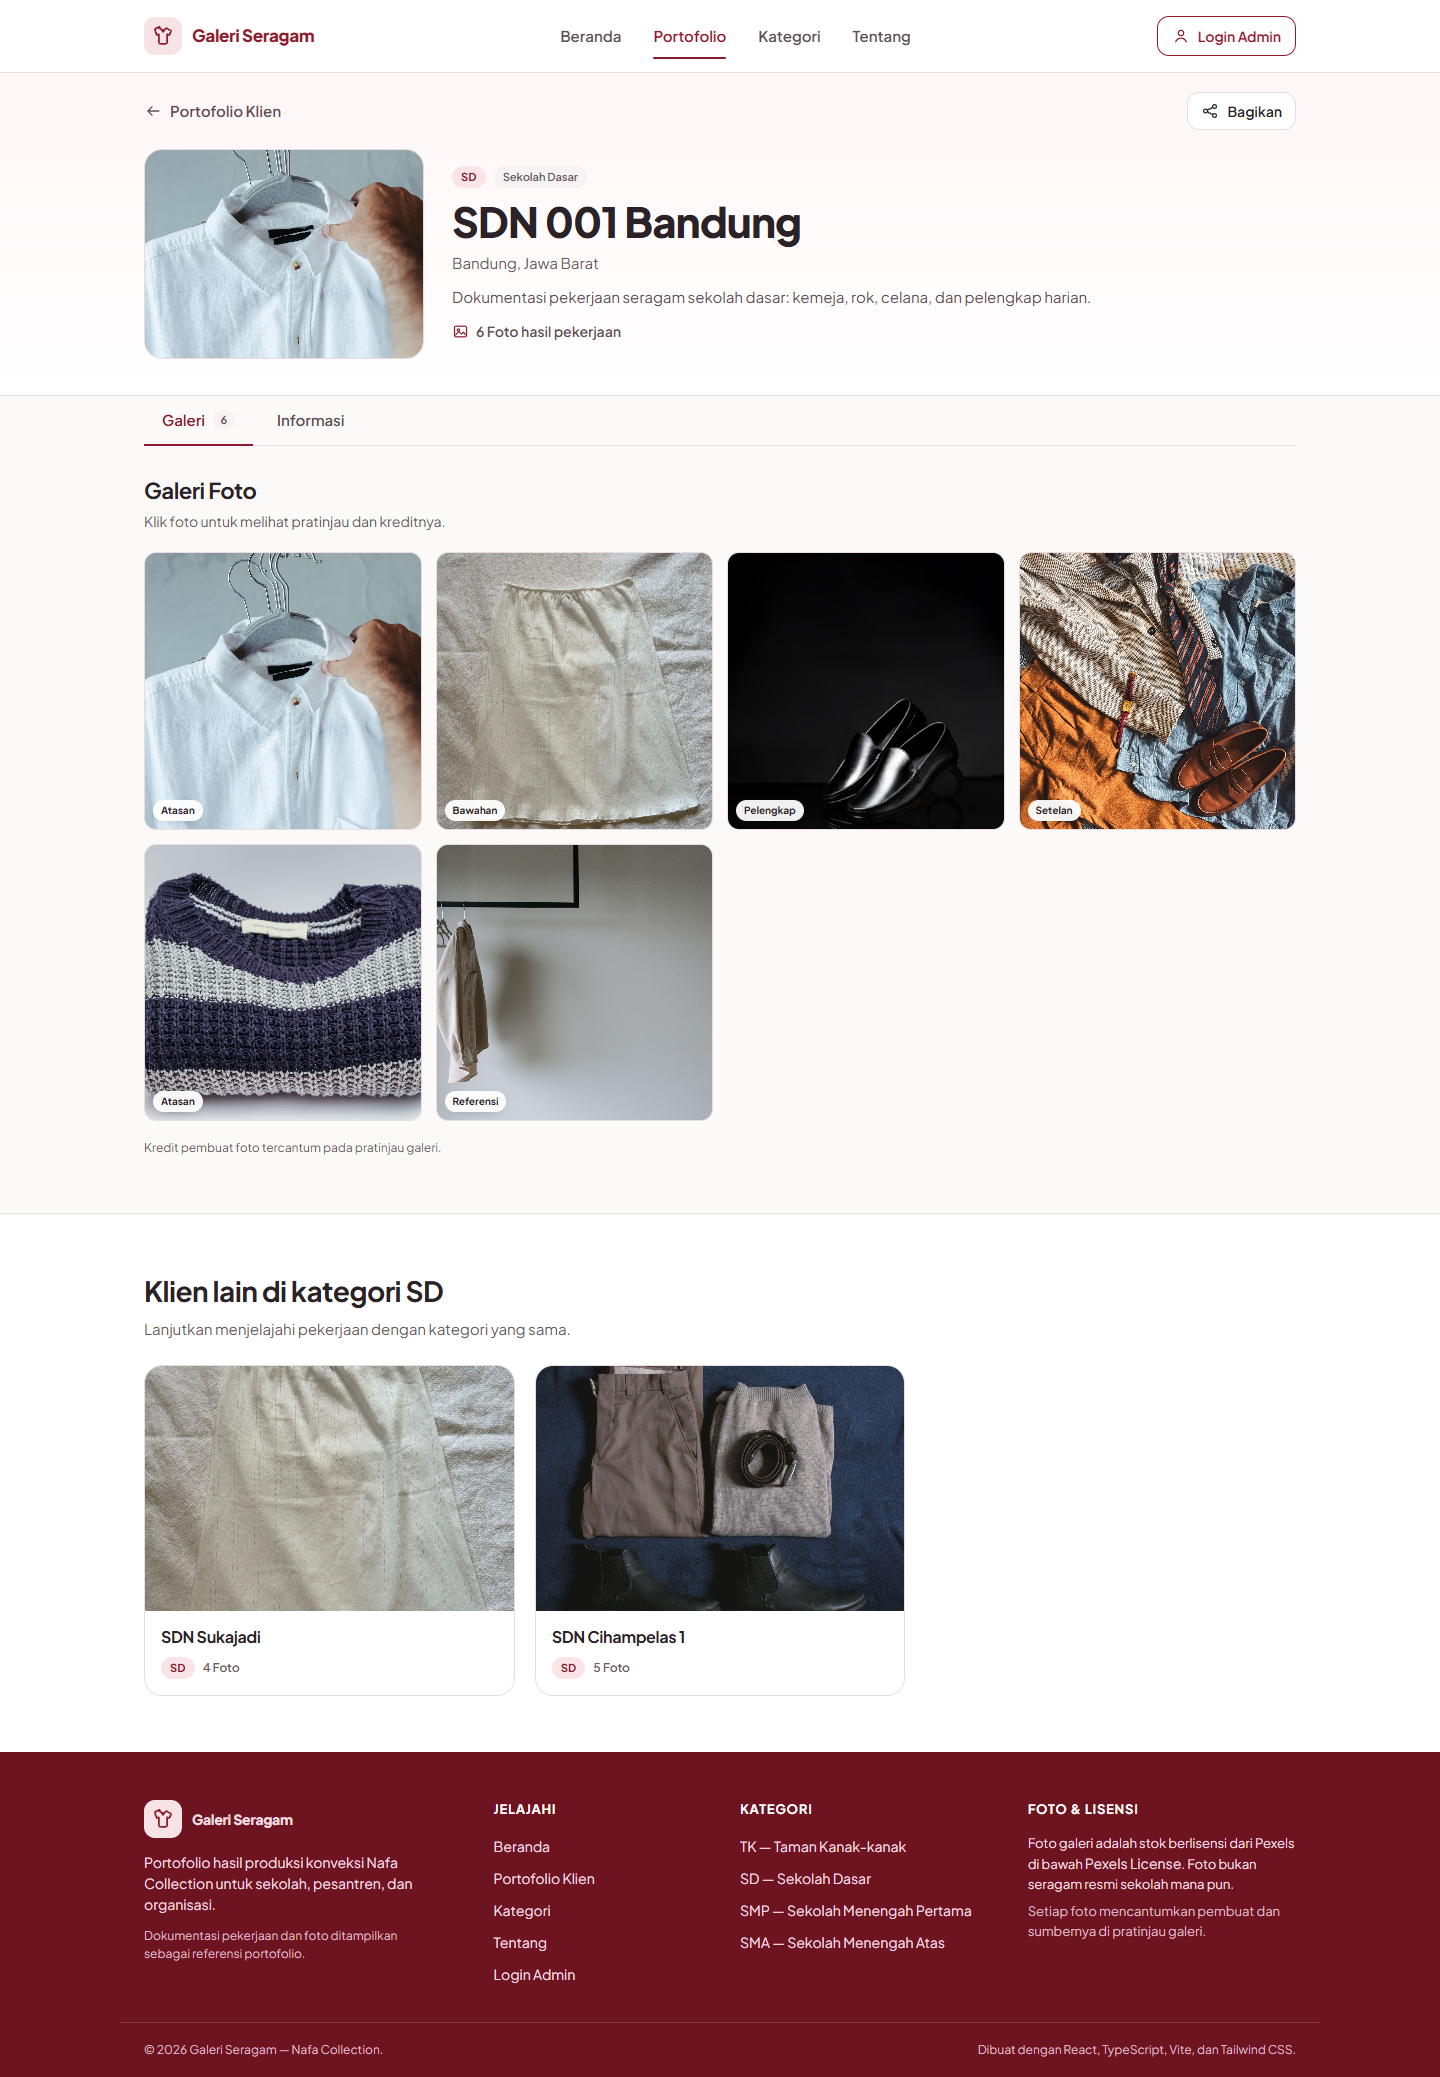 Galeri Seragam
Beranda
Portofolio
Kategori
Tentang
Login Admin
Portofolio Klien
Bagikan
SD
Sekolah Dasar
SDN 001 Bandung
Bandung, Jawa Barat
Dokumentasi pekerjaan seragam sekolah dasar: kemeja, rok, celana, dan pelengkap harian.
6 Foto hasil pekerjaan
Galeri 6
Informasi
Galeri Foto
Klik foto untuk melihat pratinjau dan kreditnya.
Atasan
Bawahan
Pelengkap
Setelan
Atasan
Referensi
Kredit pembuat foto tercantum pada pratinjau galeri.
Klien lain di kategori SD
Lanjutkan menjelajahi pekerjaan dengan kategori yang sama.
SDN Sukajadi
SD 4 Foto
SDN Cihampelas 1
SD 5 Foto
Galeri Seragam
Portofolio hasil produksi konveksi Nafa
Collection untuk sekolah, pesantren, dan
organisasi.
Dokumentasi pekerjaan dan foto ditampilkan
sebagai referensi portofolio.
JELAJAHI
Beranda
Portofolio Klien
Kategori
Tentang
Login Admin
KATEGORI
TK — Taman Kanak-kanak
SD — Sekolah Dasar
SMP — Sekolah Menengah Pertama
SMA — Sekolah Menengah Atas
FOTO & LISENSI
Foto galeri adalah stok berlisensi dari Pexels
di bawah Pexels License. Foto bukan
seragam resmi sekolah mana pun.
Setiap foto mencantumkan pembuat dan
sumbernya di pratinjau galeri.
© 2026 Galeri Seragam — Nafa Collection.
Dibuat dengan React, TypeScript, Vite, dan Tailwind CSS.